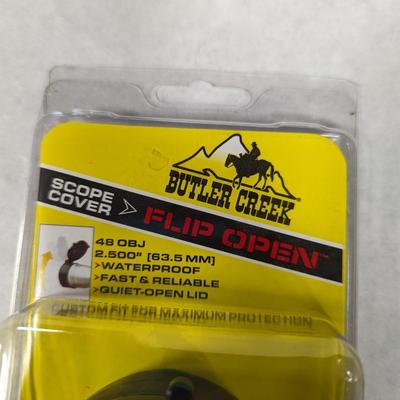 BUTLER CREEK®
SCOPE COVER > FLIP OPEN™
48 OBJ
2.500" [63.5 MM]
>WATERPROOF
>FAST & RELIABLE
>QUIET-OPEN LID
CUSTOM FIT FOR MAXIMUM PROTECTION